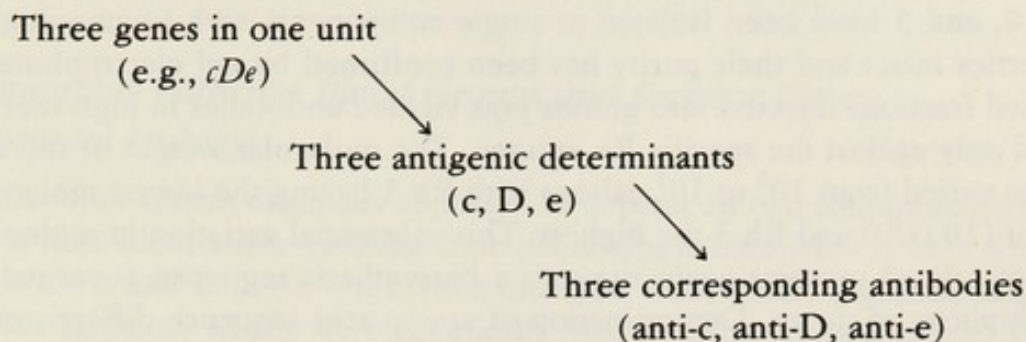 Three genes in one unit
(e.g., cDe)
Three antigenic determinants
(c, D, e)
Three corresponding antibodies
(anti-c, anti-D, anti-e)